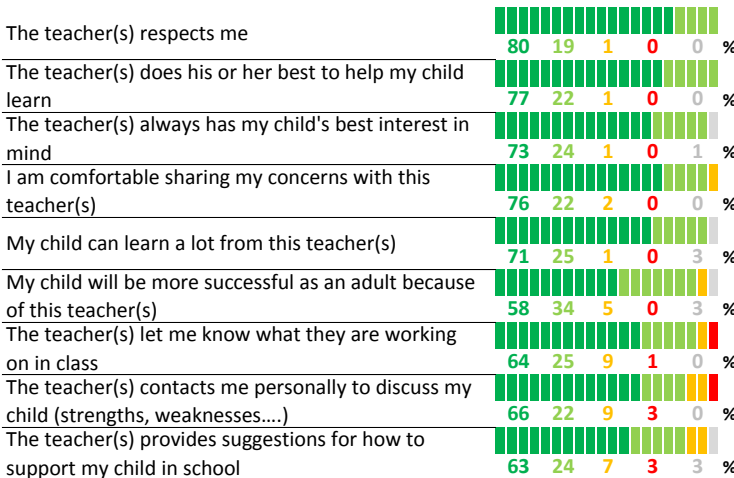 The teacher(s) respects me
80 19 1 0 0 %
The teacher(s) does his or her best to help my child
learn
77 22 1 0 0 %
The teacher(s) always has my child's best interest in
mind
73 24 1 0 1 %
I am comfortable sharing my concerns with this
teacher(s)
76 22 2 0 0 %
My child can learn a lot from this teacher(s)
71 25 1 0 3 %
My child will be more successful as an adult because
of this teacher(s)
58 34 5 0 3 %
The teacher(s) let me know what they are working
on in class
64 25 9 1 0 %
The teacher(s) contacts me personally to discuss my
child (strengths, weaknesses....)
66 22 9 3 0 %
The teacher(s) provides suggestions for how to
support my child in school
63 24 7 3 3 %